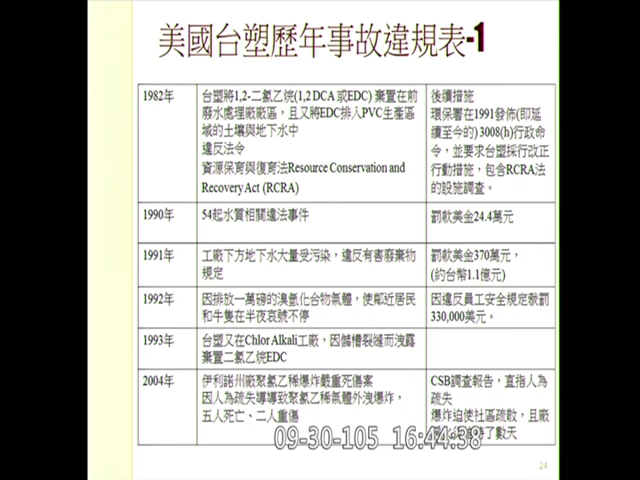 美國台塑歷年事故違規表-1
1982年
台塑將1,2-二氯乙烷(1,2 DCA 或EDC) 棄置在前
廢水處理廠廠區，且又將EDC排入PVC生產區
域的土壤與地下水中
違反法令
資源保育與復育法Resource Conservation and
Recovery Act (RCRA)
後續措施
環保署在1991發佈(即延
續至今的) 3008(h)行政命
令，並要求台塑採行改正
行動措施，包含RCRA法
的設施調查。
1990年
54起水質相關違法事件
罰款美金24.4萬元
1991年
工廠下方地下水大量受污染，違反有害廢棄物
規定
罰款美金370萬元，
(約台幣1.1億元)
1992年
因排放一萬磅的溴氫化合物氣體，使鄰近居民
和牛隻在半夜哀號不停
因違反員工安全規定裁罰
330,000美元。
1993年
台塑又在Chlor Alkali工廠，因儲槽裂縫而洩露
棄置二氯乙烷EDC
2004年
伊利諾州廠聚氯乙稀爆炸嚴重死傷案
因人為疏失導導致聚氯乙稀氣體外洩爆炸，
五人死亡、二人重傷
CSB調查報告，直指人為
疏失
爆炸迫使社區疏散，且廠
了數天
09-30-105 16:44:38
24